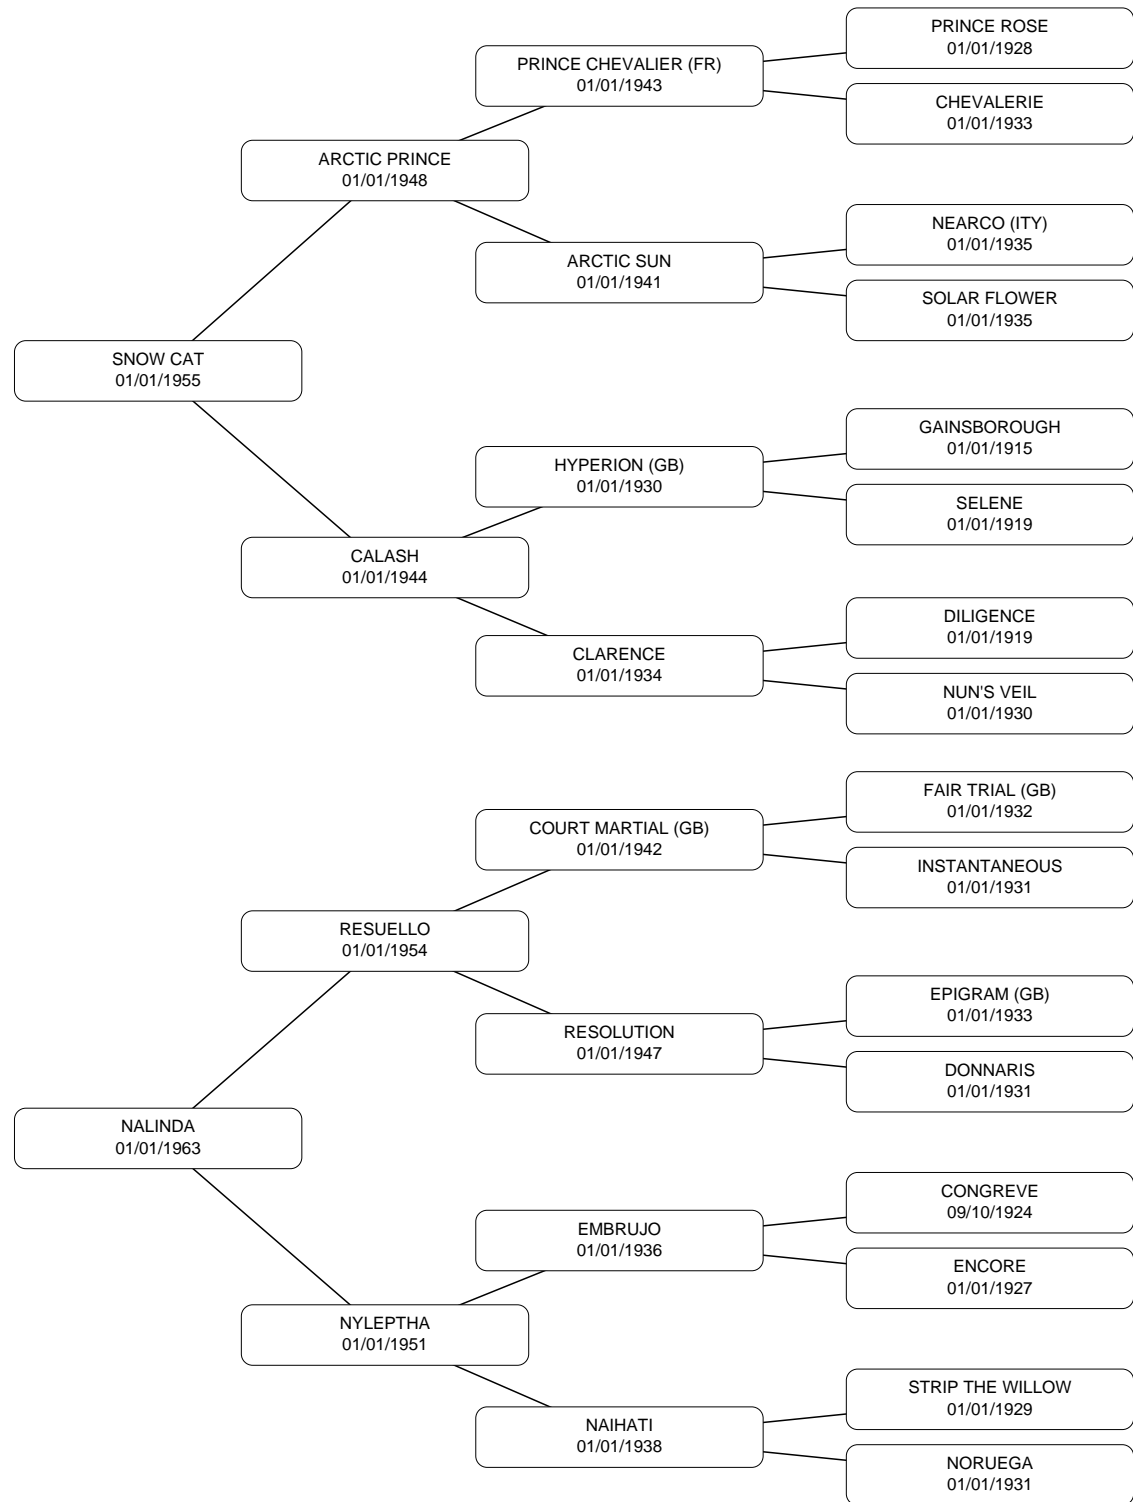 PRINCE ROSE
01/01/1928
PRINCE CHEVALIER (FR)
01/01/1943
CHEVALERIE
01/01/1933
ARCTIC PRINCE
01/01/1948
NEARCO (ITY)
01/01/1935
ARCTIC SUN
01/01/1941
SOLAR FLOWER
01/01/1935
SNOW CAT
01/01/1955
GAINSBOROUGH
01/01/1915
HYPERION (GB)
01/01/1930
SELENE
01/01/1919
CALASH
01/01/1944
DILIGENCE
01/01/1919
CLARENCE
01/01/1934
NUN'S VEIL
01/01/1930
FAIR TRIAL (GB)
01/01/1932
COURT MARTIAL (GB)
01/01/1942
INSTANTANEOUS
01/01/1931
RESUELLO
01/01/1954
EPIGRAM (GB)
01/01/1933
RESOLUTION
01/01/1947
DONNARIS
01/01/1931
NALINDA
01/01/1963
CONGREVE
09/10/1924
EMBRUJO
01/01/1936
ENCORE
01/01/1927
NYLEPTHA
01/01/1951
STRIP THE WILLOW
01/01/1929
NAIHATI
01/01/1938
NORUEGA
01/01/1931